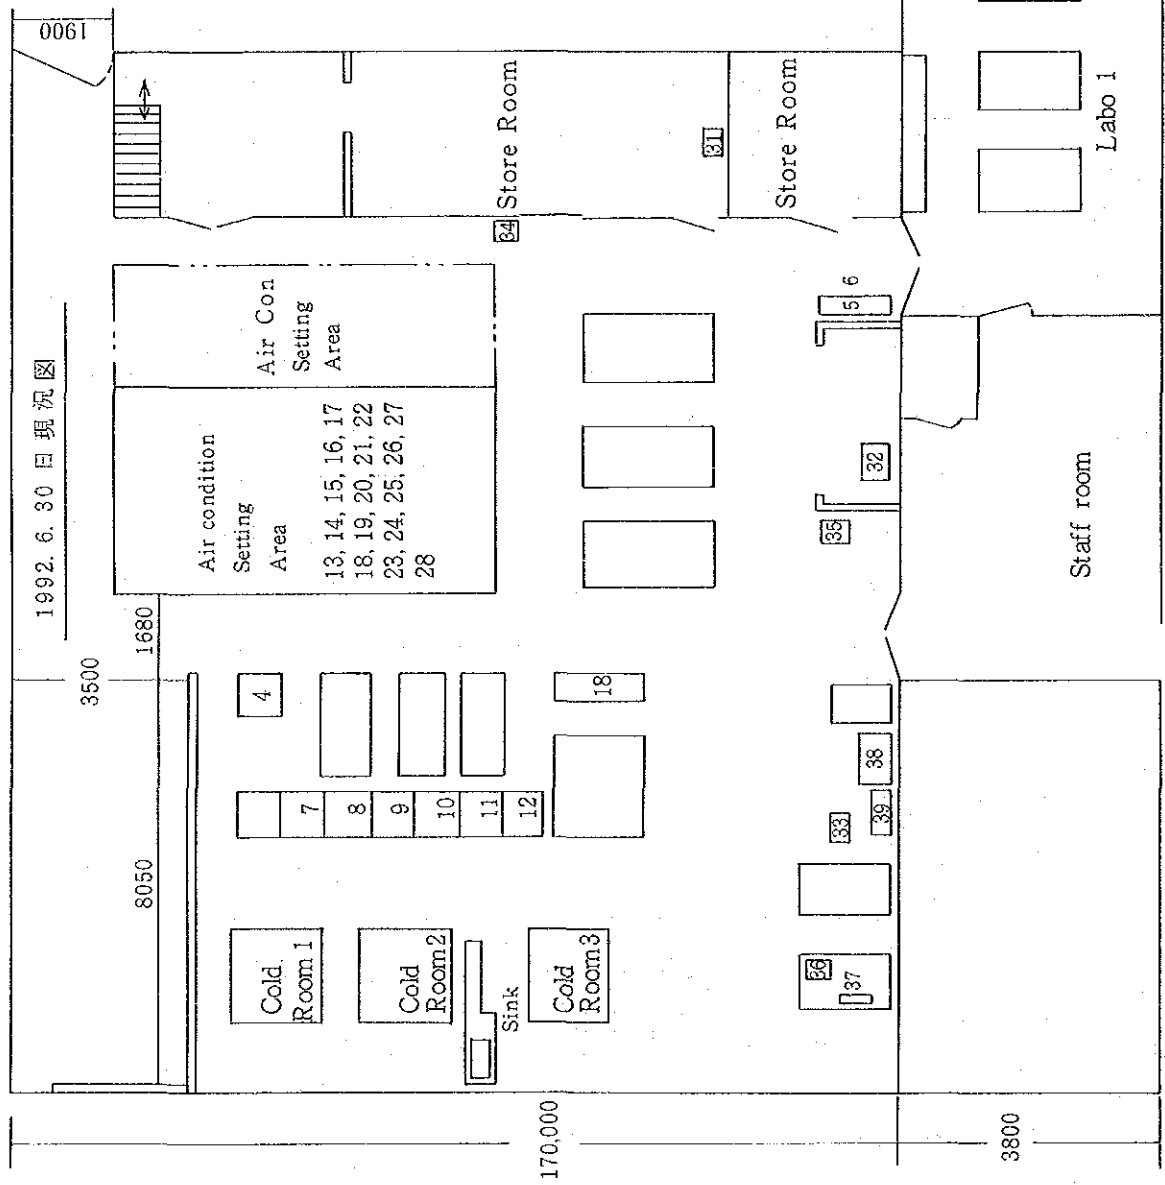 1992. 6. 30 日現況図
1900
3500
1680
8050
170,000
3800
Air condition
Setting
Area
13, 14, 15, 16, 17
18, 19, 20, 21, 22
23, 24, 25, 26, 27
28
Air Con
Setting
Area
Store Room
31
Store Room
34
Labo 1
5
6
32
35
Staff room
4
7
8
9
10
11
12
18
Cold
Room 1
Cold
Room 2
Sink
Cold
Room 3
33
38
39
36
37